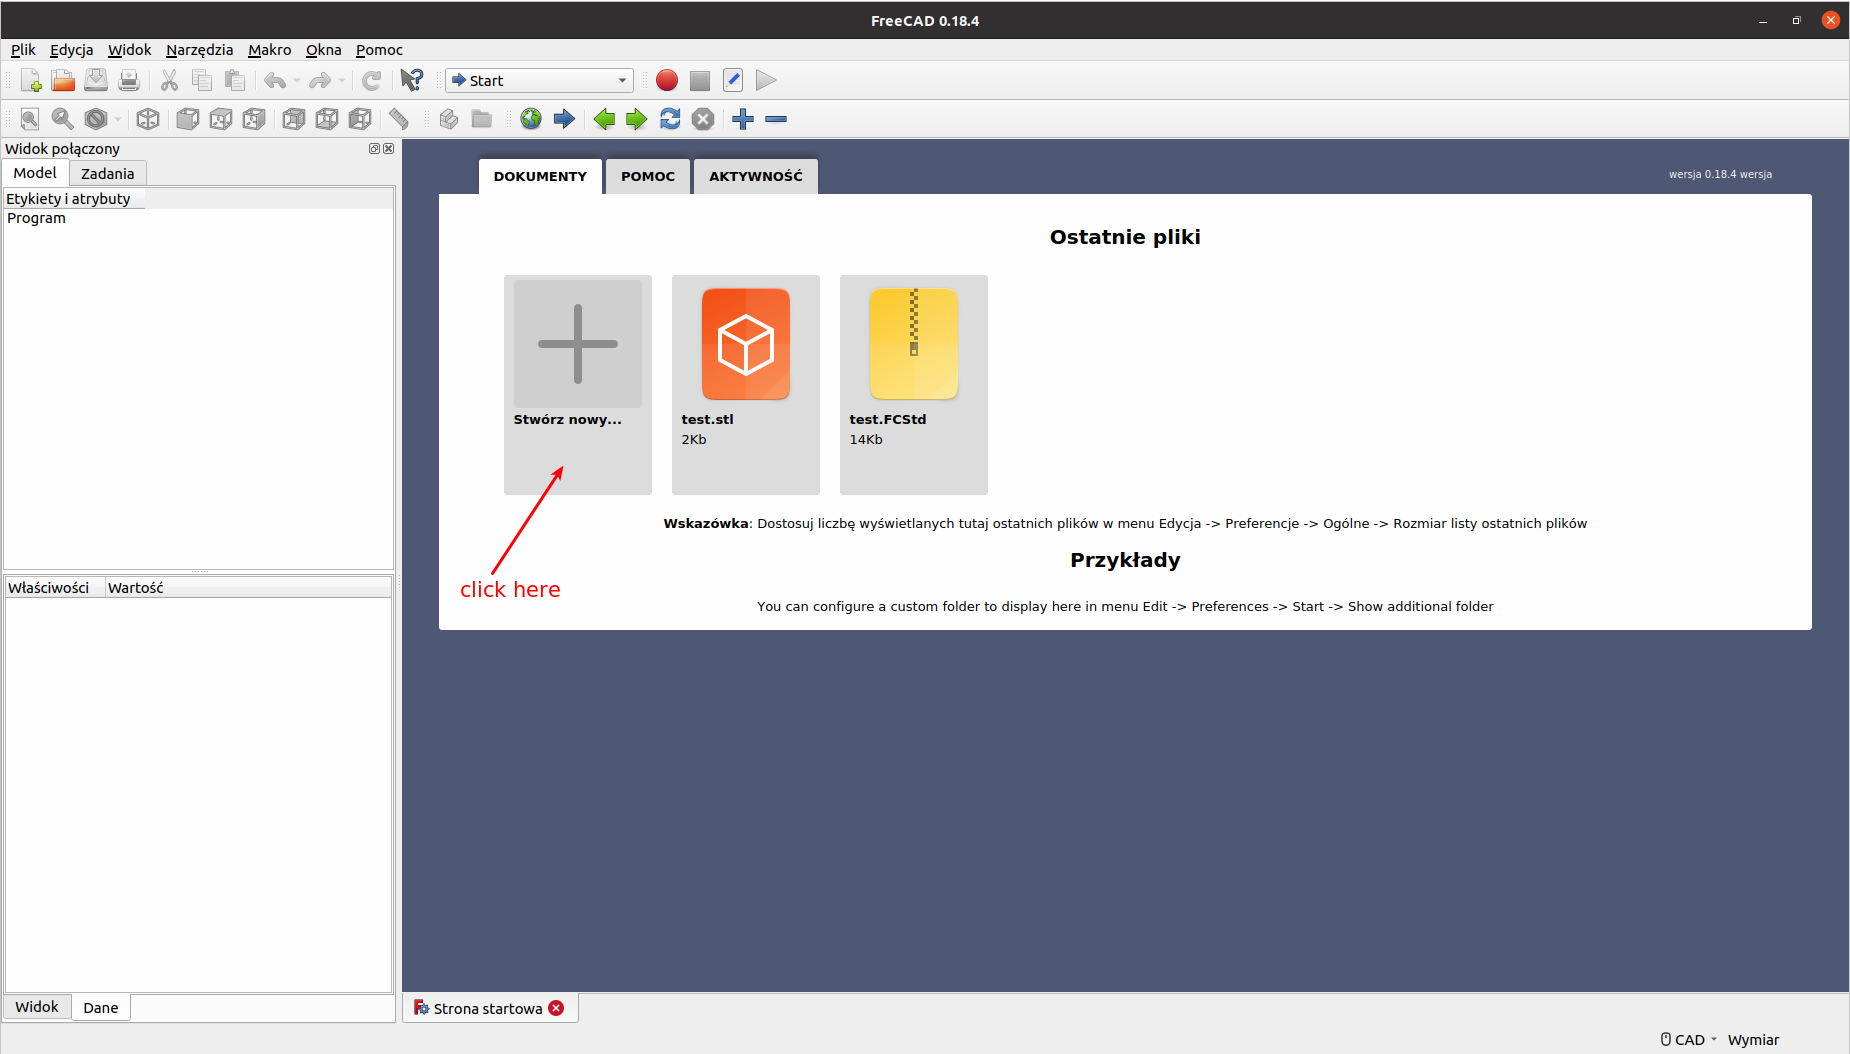 FreeCAD 0.18.4
Plik Edycja Widok Narzędzia Makro Okna Pomoc
Start
Widok połączony
Model Zadania
Etykiety i atrybuty
Program
Właściwości Wartość
Widok Dane
DOKUMENTY POMOC AKTYWNOŚĆ
wersja 0.18.4 wersja
Ostatnie pliki
Stwórz nowy...
test.stl
2Kb
test.FCStd
14Kb
click here
Wskazówka: Dostosuj liczbę wyświetlanych tutaj ostatnich plików w menu Edycja -> Preferencje -> Ogólne -> Rozmiar listy ostatnich plików
Przykłady
You can configure a custom folder to display here in menu Edit -> Preferences -> Start -> Show additional folder
Strona startowa
CAD Wymiar